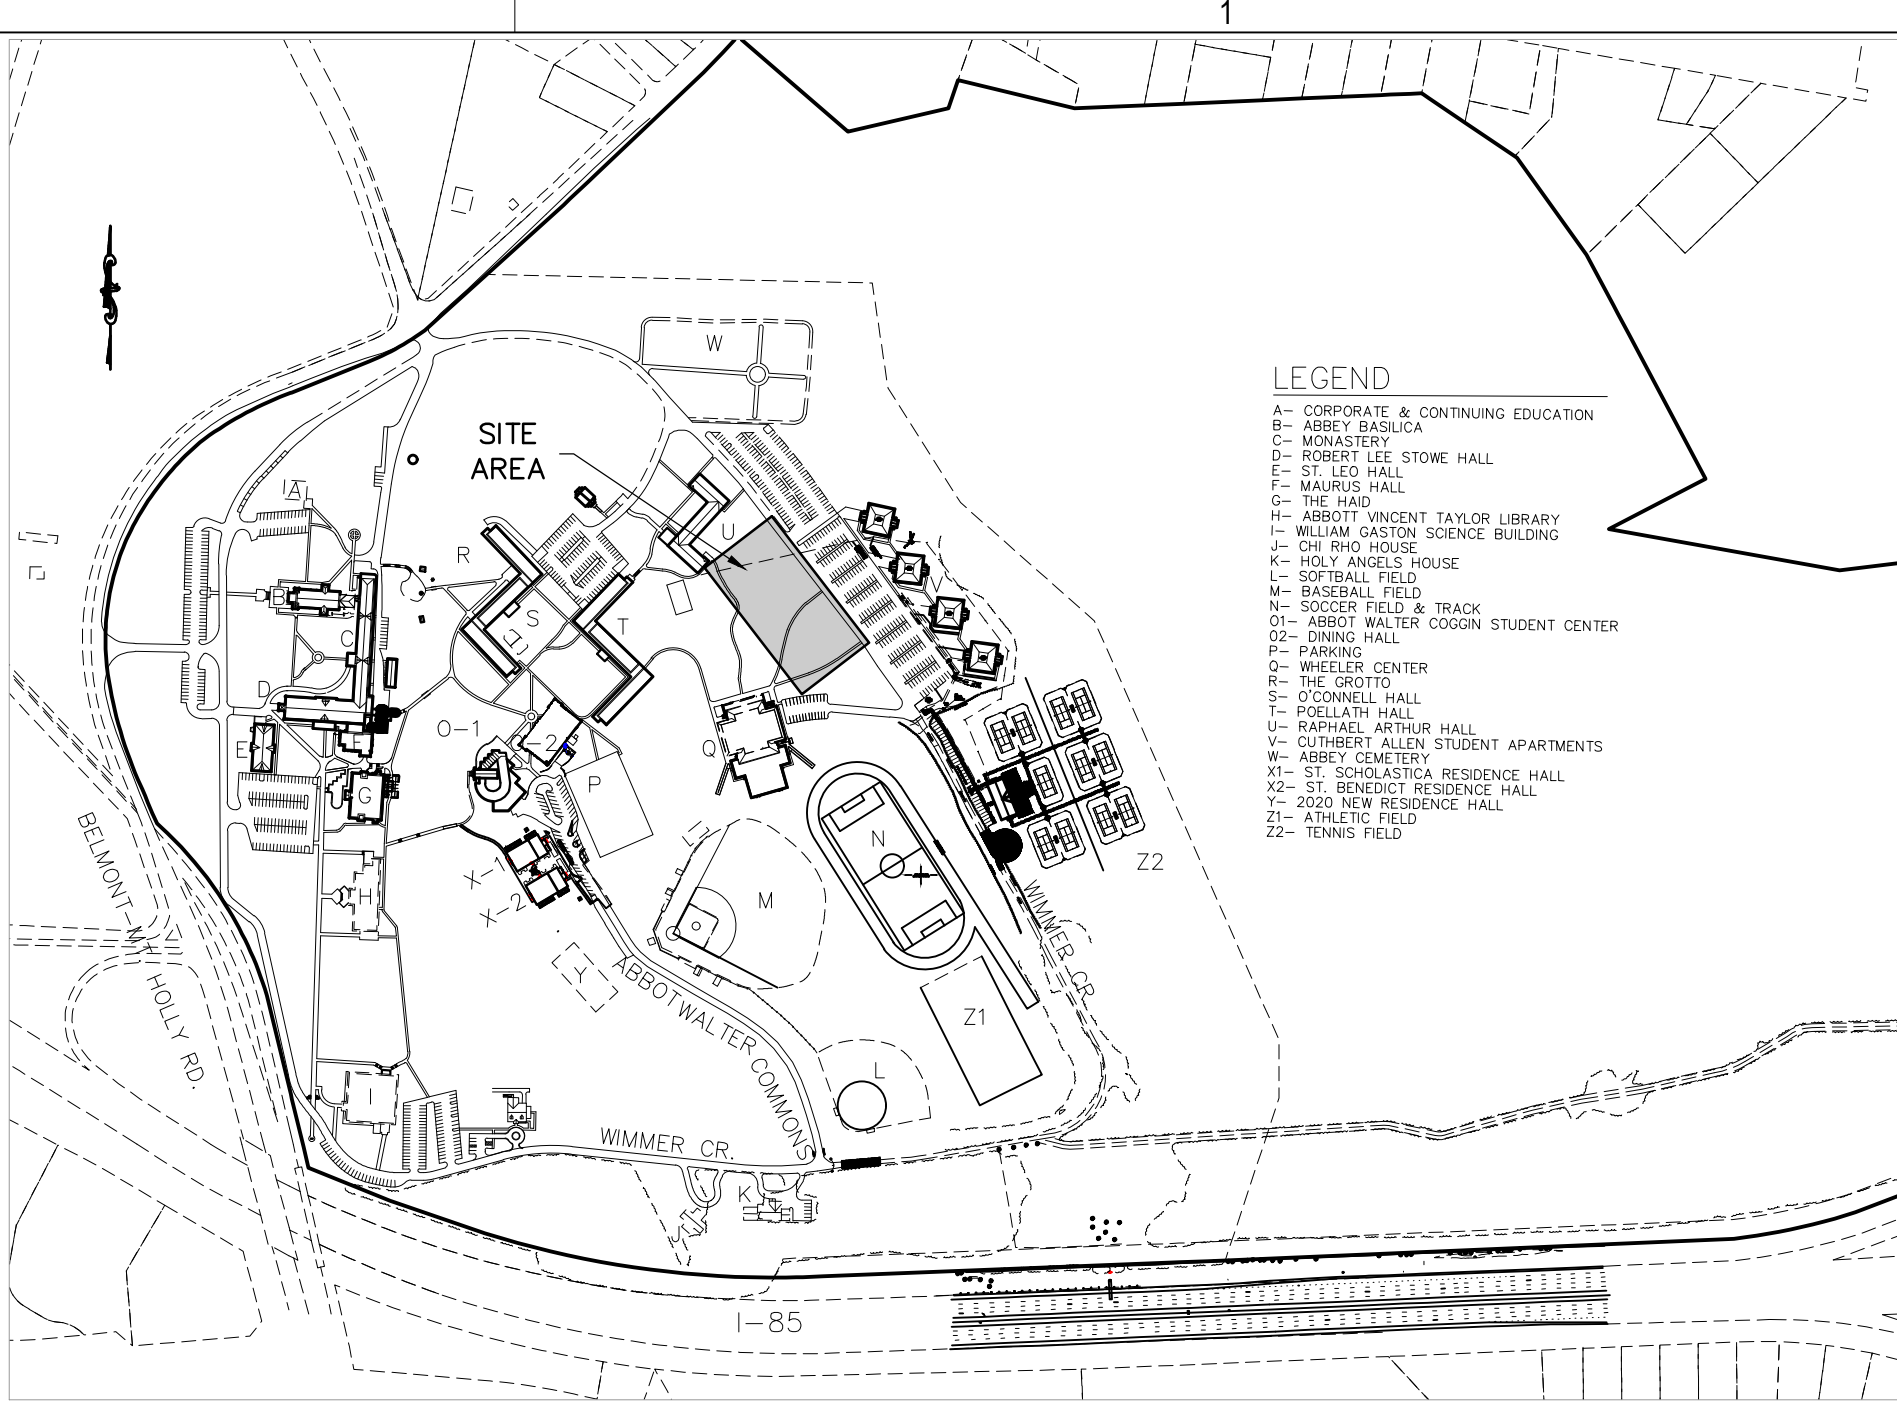 1
W
SITE
AREA
A
U
R
B
S
T
V
C
D
O-1
O-2
E
Q
P
G
N
X-1
Z2
H
X-2
M
Y
Z1
L
I
K
J
BELMONT-MT HOLLY RD.
ABBOT WALTER COMMONS
WIMMER CR.
WIMMER CR.
I-85
LEGEND
A- CORPORATE & CONTINUING EDUCATION
B- ABBEY BASILICA
C- MONASTERY
D- ROBERT LEE STOWE HALL
E- ST. LEO HALL
F- MAURUS HALL
G- THE HAID
H- ABBOTT VINCENT TAYLOR LIBRARY
I- WILLIAM GASTON SCIENCE BUILDING
J- CHI RHO HOUSE
K- HOLY ANGELS HOUSE
L- SOFTBALL FIELD
M- BASEBALL FIELD
N- SOCCER FIELD & TRACK
O1- ABBOT WALTER COGGIN STUDENT CENTER
O2- DINING HALL
P- PARKING
Q- WHEELER CENTER
R- THE GROTTO
S- O'CONNELL HALL
T- POELLATH HALL
U- RAPHAEL ARTHUR HALL
V- CUTHBERT ALLEN STUDENT APARTMENTS
W- ABBEY CEMETERY
X1- ST. SCHOLASTICA RESIDENCE HALL
X2- ST. BENEDICT RESIDENCE HALL
Y- 2020 NEW RESIDENCE HALL
Z1- ATHLETIC FIELD
Z2- TENNIS FIELD